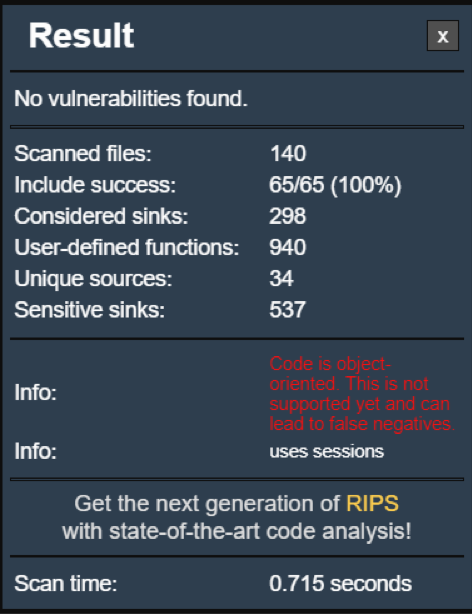 Result
x
No vulnerabilities found.
Scanned files: 140
Include success: 65/65 (100%)
Considered sinks: 298
User-defined functions: 940
Unique sources: 34
Sensitive sinks: 537
Info: Code is object-
oriented. This is not
supported yet and can
lead to false negatives.
Info: uses sessions
Get the next generation of RIPS
with state-of-the-art code analysis!
Scan time: 0.715 seconds